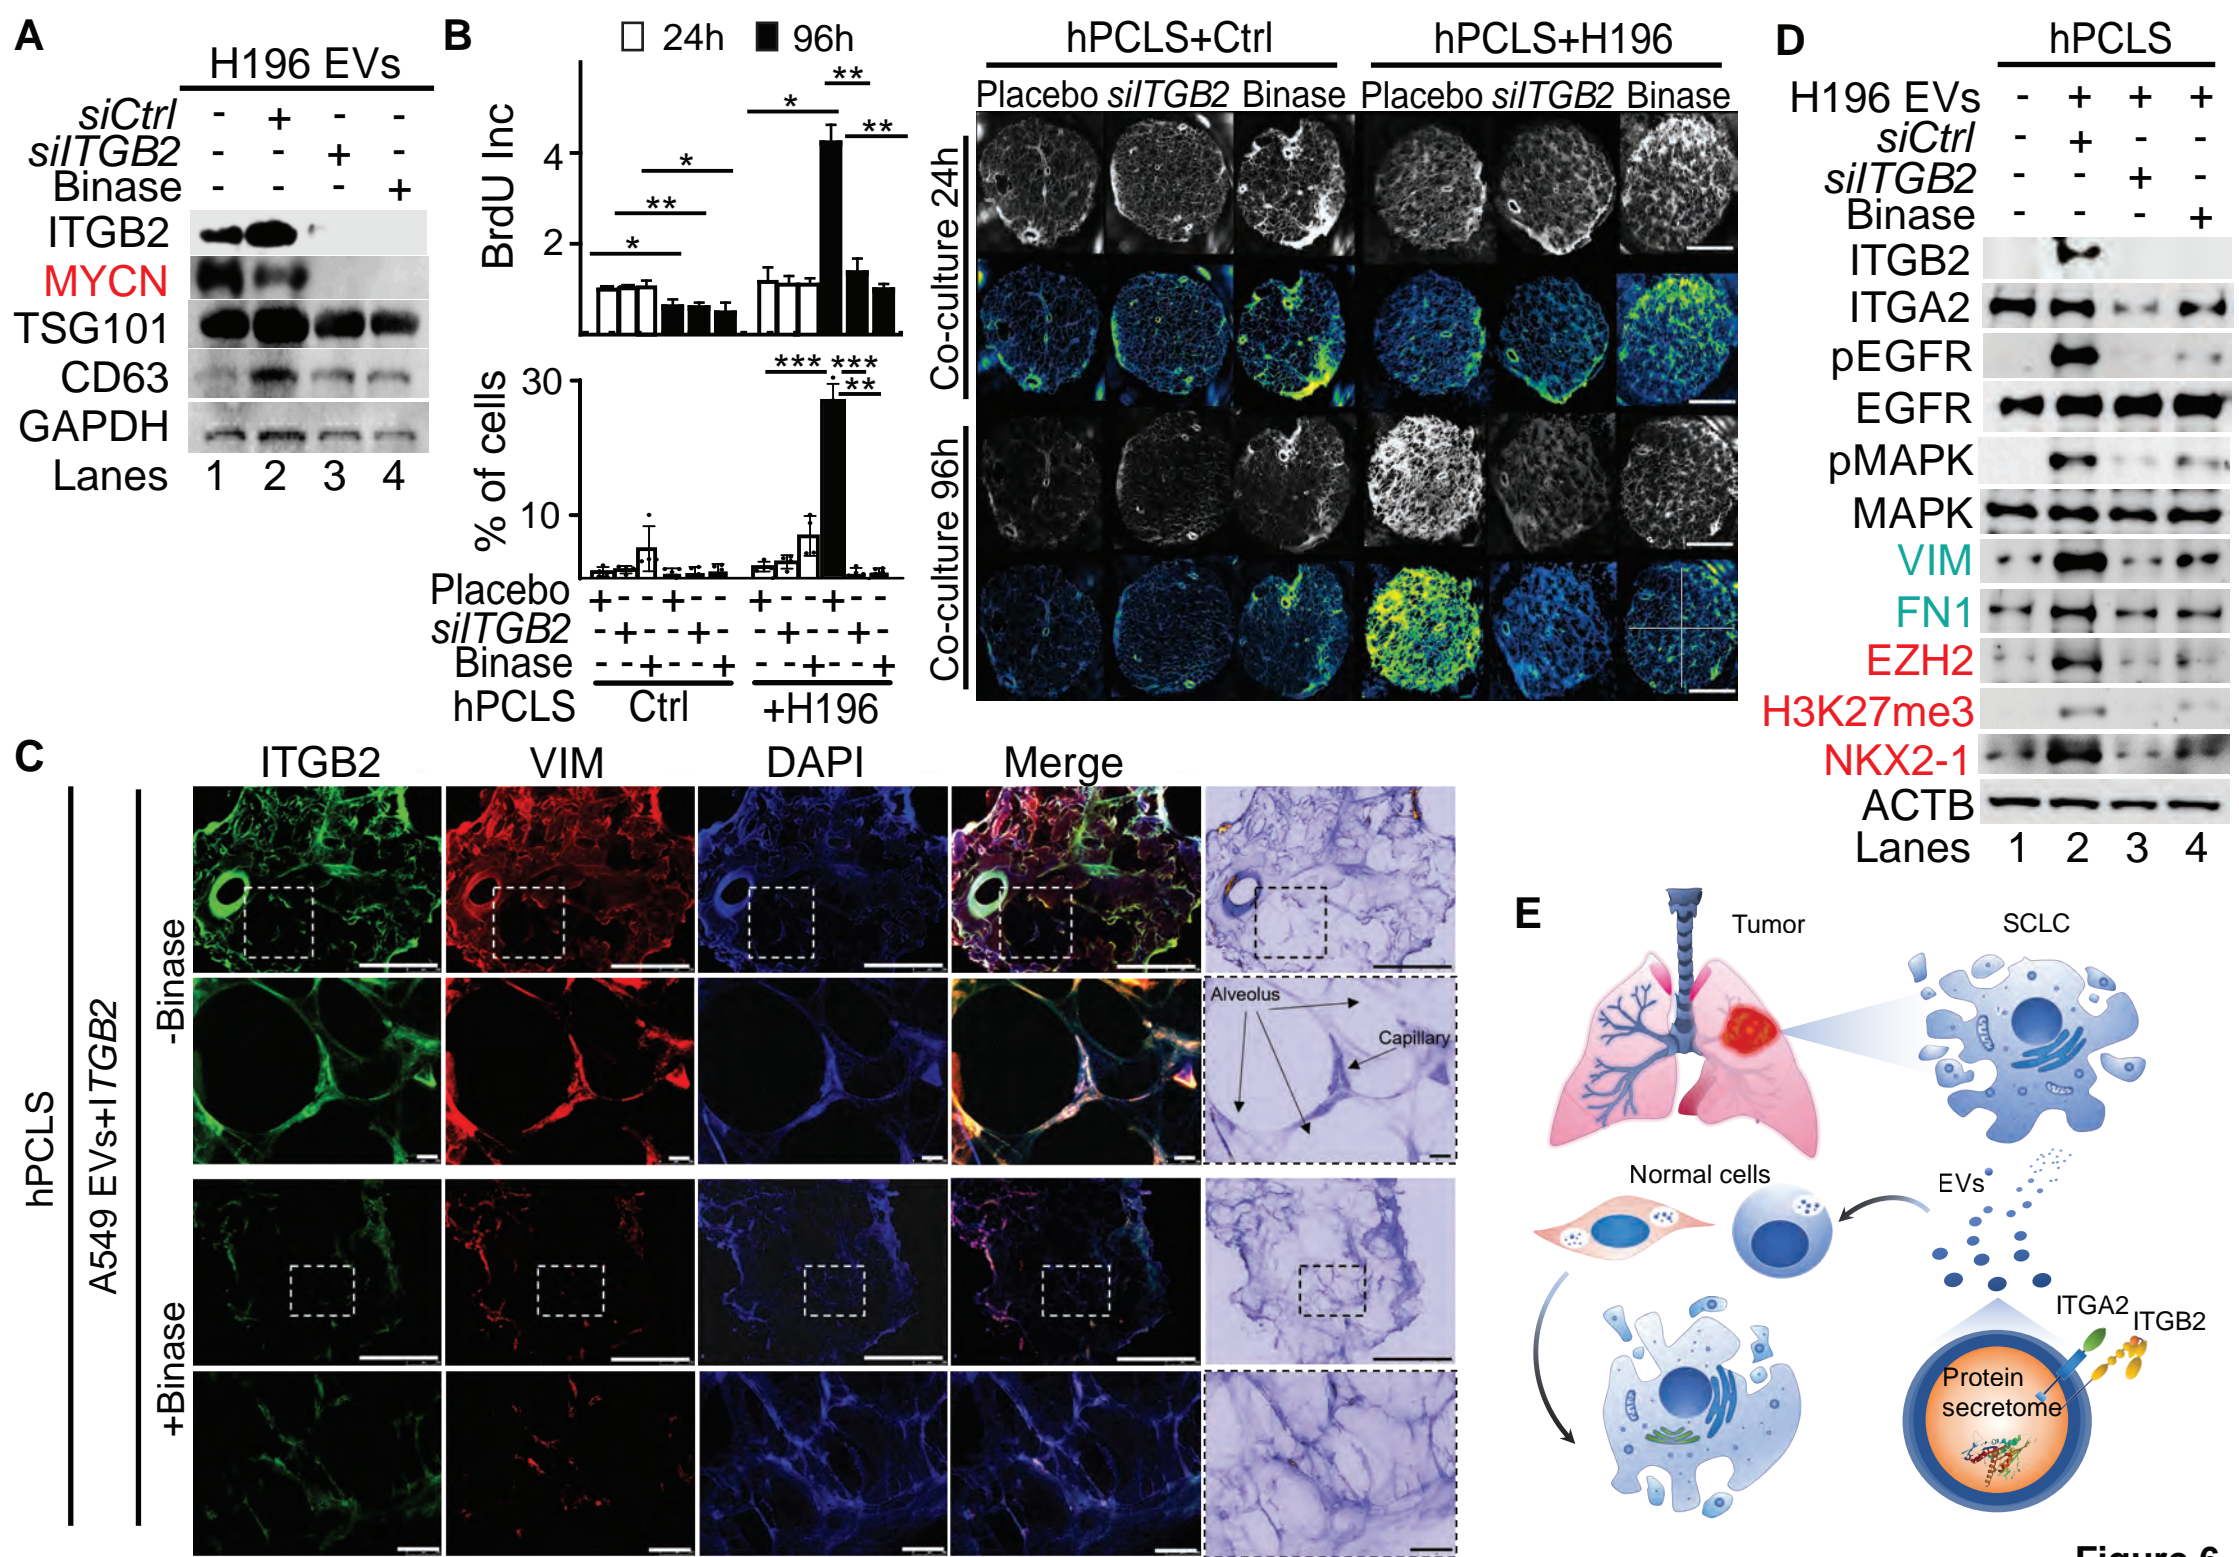 A
H196 EVs
siCtrl - + - -
siITGB2 - - + -
Binase - - - +
ITGB2
MYCN
TSG101
CD63
GAPDH
Lanes 1 2 3 4
B
24h 96h
BrdU Inc
4
2
** 
* **
*
**
*
% of cells
30
10
*** ***
**
Placebo + - - + - - + - - + - -
siITGB2 - + - - + - - + - - + -
Binase - - + - - + - - + - - +
hPCLS Ctrl +H196
hPCLS+Ctrl hPCLS+H196
Placebo siITGB2 Binase Placebo siITGB2 Binase
Co-culture 24h
Co-culture 96h
C
ITGB2 VIM DAPI Merge
hPCLS
A549 EVs+ITGB2
-Binase
+Binase
Alveolus
Capillary
D
hPCLS
H196 EVs - + + +
siCtrl - + - -
siITGB2 - - + -
Binase - - - +
ITGB2
ITGA2
pEGFR
EGFR
pMAPK
MAPK
VIM
FN1
EZH2
H3K27me3
NKX2-1
ACTB
Lanes 1 2 3 4
E
Tumor
SCLC
Normal cells
EVs
ITGA2
ITGB2
Protein
secretome
Figure 6